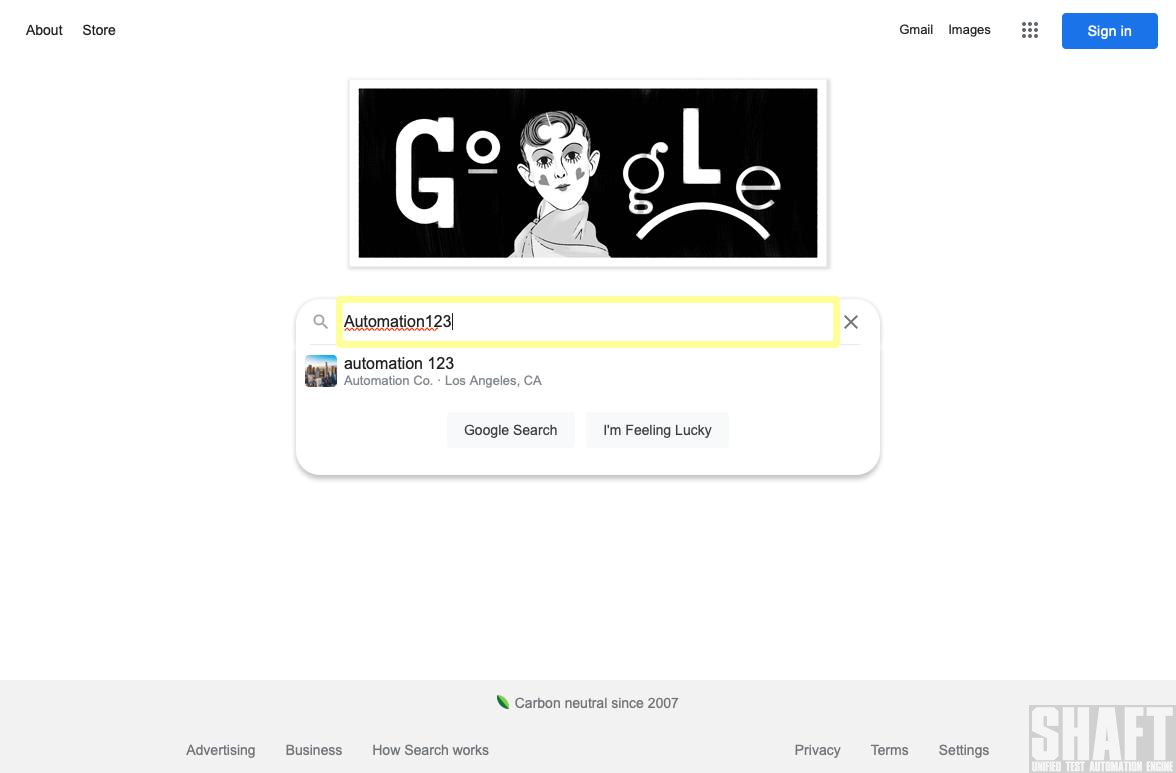 About Store Gmail Images Sign in
GoogLe
Automation123
automation 123
Automation Co. · Los Angeles, CA
Google Search I'm Feeling Lucky
Carbon neutral since 2007
Advertising Business How Search works Privacy Terms Settings
SHAFT
UNIFIED TEST AUTOMATION ENGINE